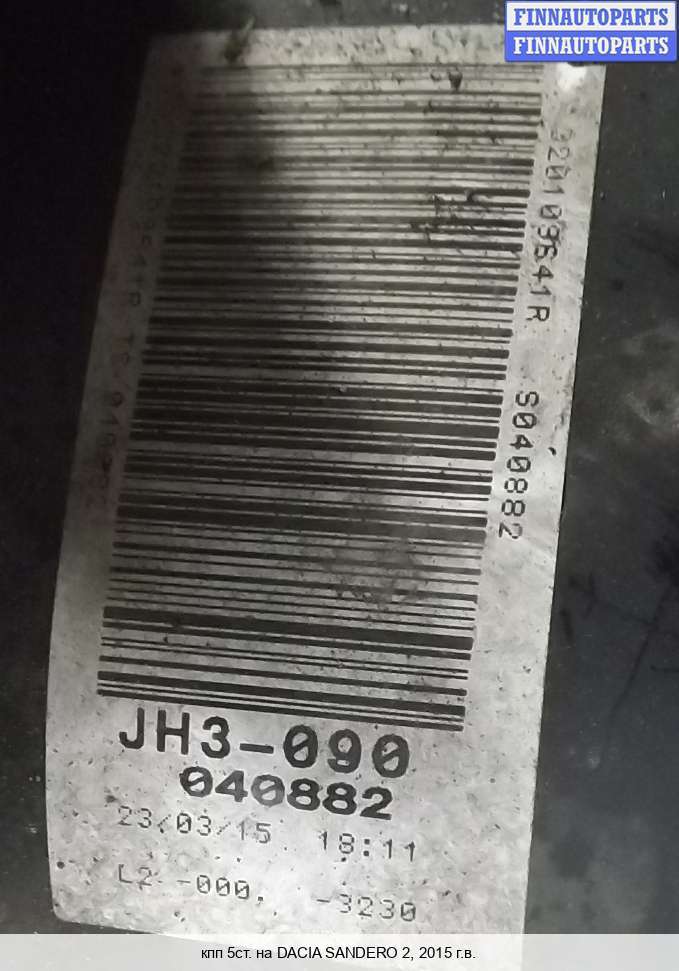 FINNAUTOPARTS
FINNAUTOPARTS
320109641R S040882
JH3-090
040882
23/03/15 18:11
L2 -000. -3230
кпп 5ст. на DACIA SANDERO 2, 2015 г.в.